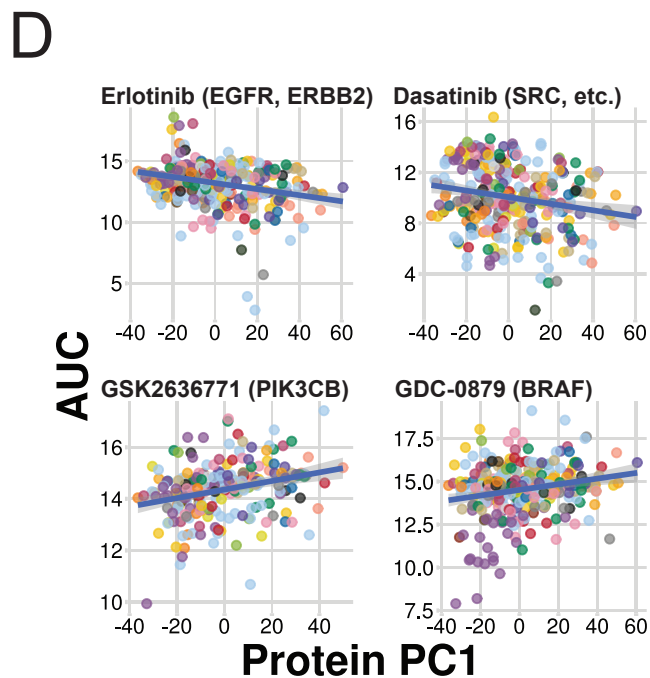 D
Erlotinib (EGFR, ERBB2)
Dasatinib (SRC, etc.)
15
10
5
-40 -20 0 20 40 60
16
12
8
4
-40 -20 0 20 40 60
AUC
GSK2636771 (PIK3CB)
GDC-0879 (BRAF)
16
14
12
10
-40 -20 0 20 40
17.5
15.0
12.5
10.0
7.5
-40 -20 0 20 40 60
Protein PC1